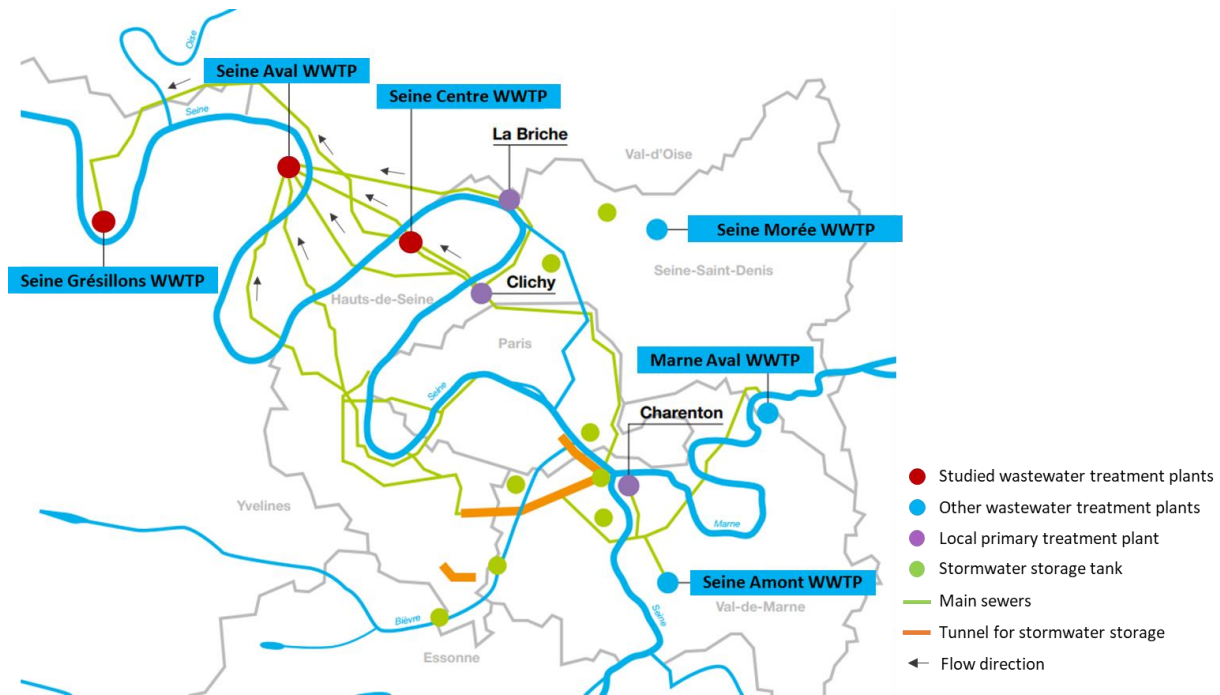 Oise
Seine Aval WWTP
Seine Centre WWTP
Seine
La Briche
Val-d'Oise
Seine Morée WWTP
Seine Grésillons WWTP
Seine-Saint-Denis
Clichy
Hauts-de-Seine
Paris
Marne Aval WWTP
Seine
Charenton
Studied wastewater treatment plants
Yvelines
Other wastewater treatment plants
Marne
Local primary treatment plant
Stormwater storage tank
Seine Amont WWTP
Val-de-Marne
Main sewers
Bièvre
Seine
Tunnel for stormwater storage
Essonne
Flow direction